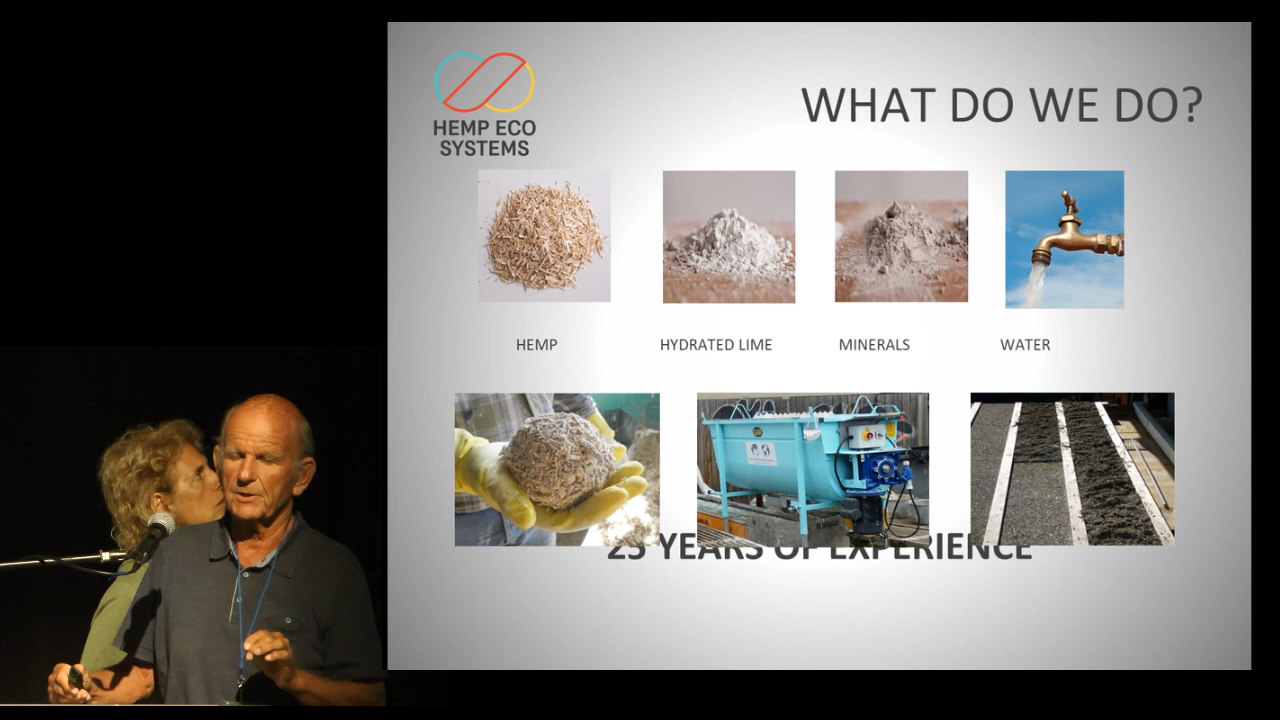 HEMP ECO
SYSTEMS
WHAT DO WE DO?
HEMP
HYDRATED LIME
MINERALS
WATER
25 YEARS OF EXPERIENCE